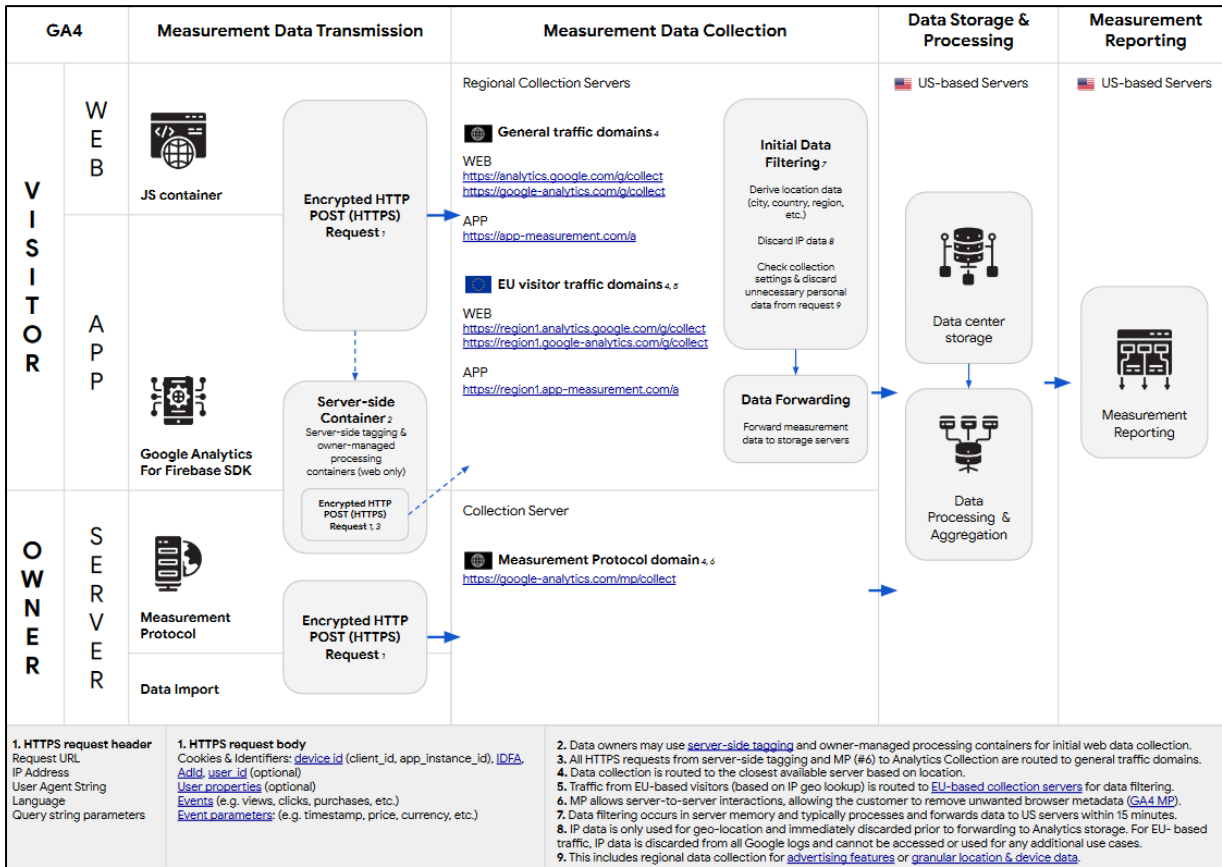 GA4
Measurement Data Transmission
Measurement Data Collection
Data Storage &
Processing
Measurement
Reporting
VISITOR
WEB
JS container
Encrypted HTTP
POST (HTTPS)
Request 1
Regional Collection Servers
General traffic domains 4
WEB
https://analytics.google.com/g/collect
https://google-analytics.com/g/collect
APP
https://app-measurement.com/a
EU visitor traffic domains 4, 5
WEB
https://region1.analytics.google.com/g/collect
https://region1.google-analytics.com/g/collect
APP
https://region1.app-measurement.com/a
Initial Data
Filtering 7
Derive location data
(city, country, region,
etc.)
Discard IP data 8
Check collection
settings & discard
unnecessary personal
data from request 9
Data Forwarding
Forward measurement
data to storage servers
US-based Servers
Data center
storage
Data
Processing &
Aggregation
US-based Servers
Measurement
Reporting
APP
Google Analytics
For Firebase SDK
Server-side
Container 2
Server-side tagging &
owner-managed
processing
containers (web only)
Encrypted HTTP
POST (HTTPS)
Request 1, 3
OWNER
SERVER
Measurement
Protocol
Data Import
Encrypted HTTP
POST (HTTPS)
Request 1
Collection Server
Measurement Protocol domain 4, 6
https://google-analytics.com/mp/collect
1. HTTPS request header
Request URL
IP Address
User Agent String
Language
Query string parameters
1. HTTPS request body
Cookies & Identifiers: device id (client_id, app_instance_id), IDFA,
AdId, user_id (optional)
User properties (optional)
Events (e.g. views, clicks, purchases, etc.)
Event parameters: (e.g. timestamp, price, currency, etc.)
2. Data owners may use server-side tagging and owner-managed processing containers for initial web data collection.
3. All HTTPS requests from server-side tagging and MP (#6) to Analytics Collection are routed to general traffic domains.
4. Data collection is routed to the closest available server based on location.
5. Traffic from EU-based visitors (based on IP geo lookup) is routed to EU-based collection servers for data filtering.
6. MP allows server-to-server interactions, allowing the customer to remove unwanted browser metadata (GA4 MP).
7. Data filtering occurs in server memory and typically processes and forwards data to US servers within 15 minutes.
8. IP data is only used for geo-location and immediately discarded prior to forwarding to Analytics storage. For EU- based
traffic, IP data is discarded from all Google logs and cannot be accessed or used for any additional use cases.
9. This includes regional data collection for advertising features or granular location & device data.